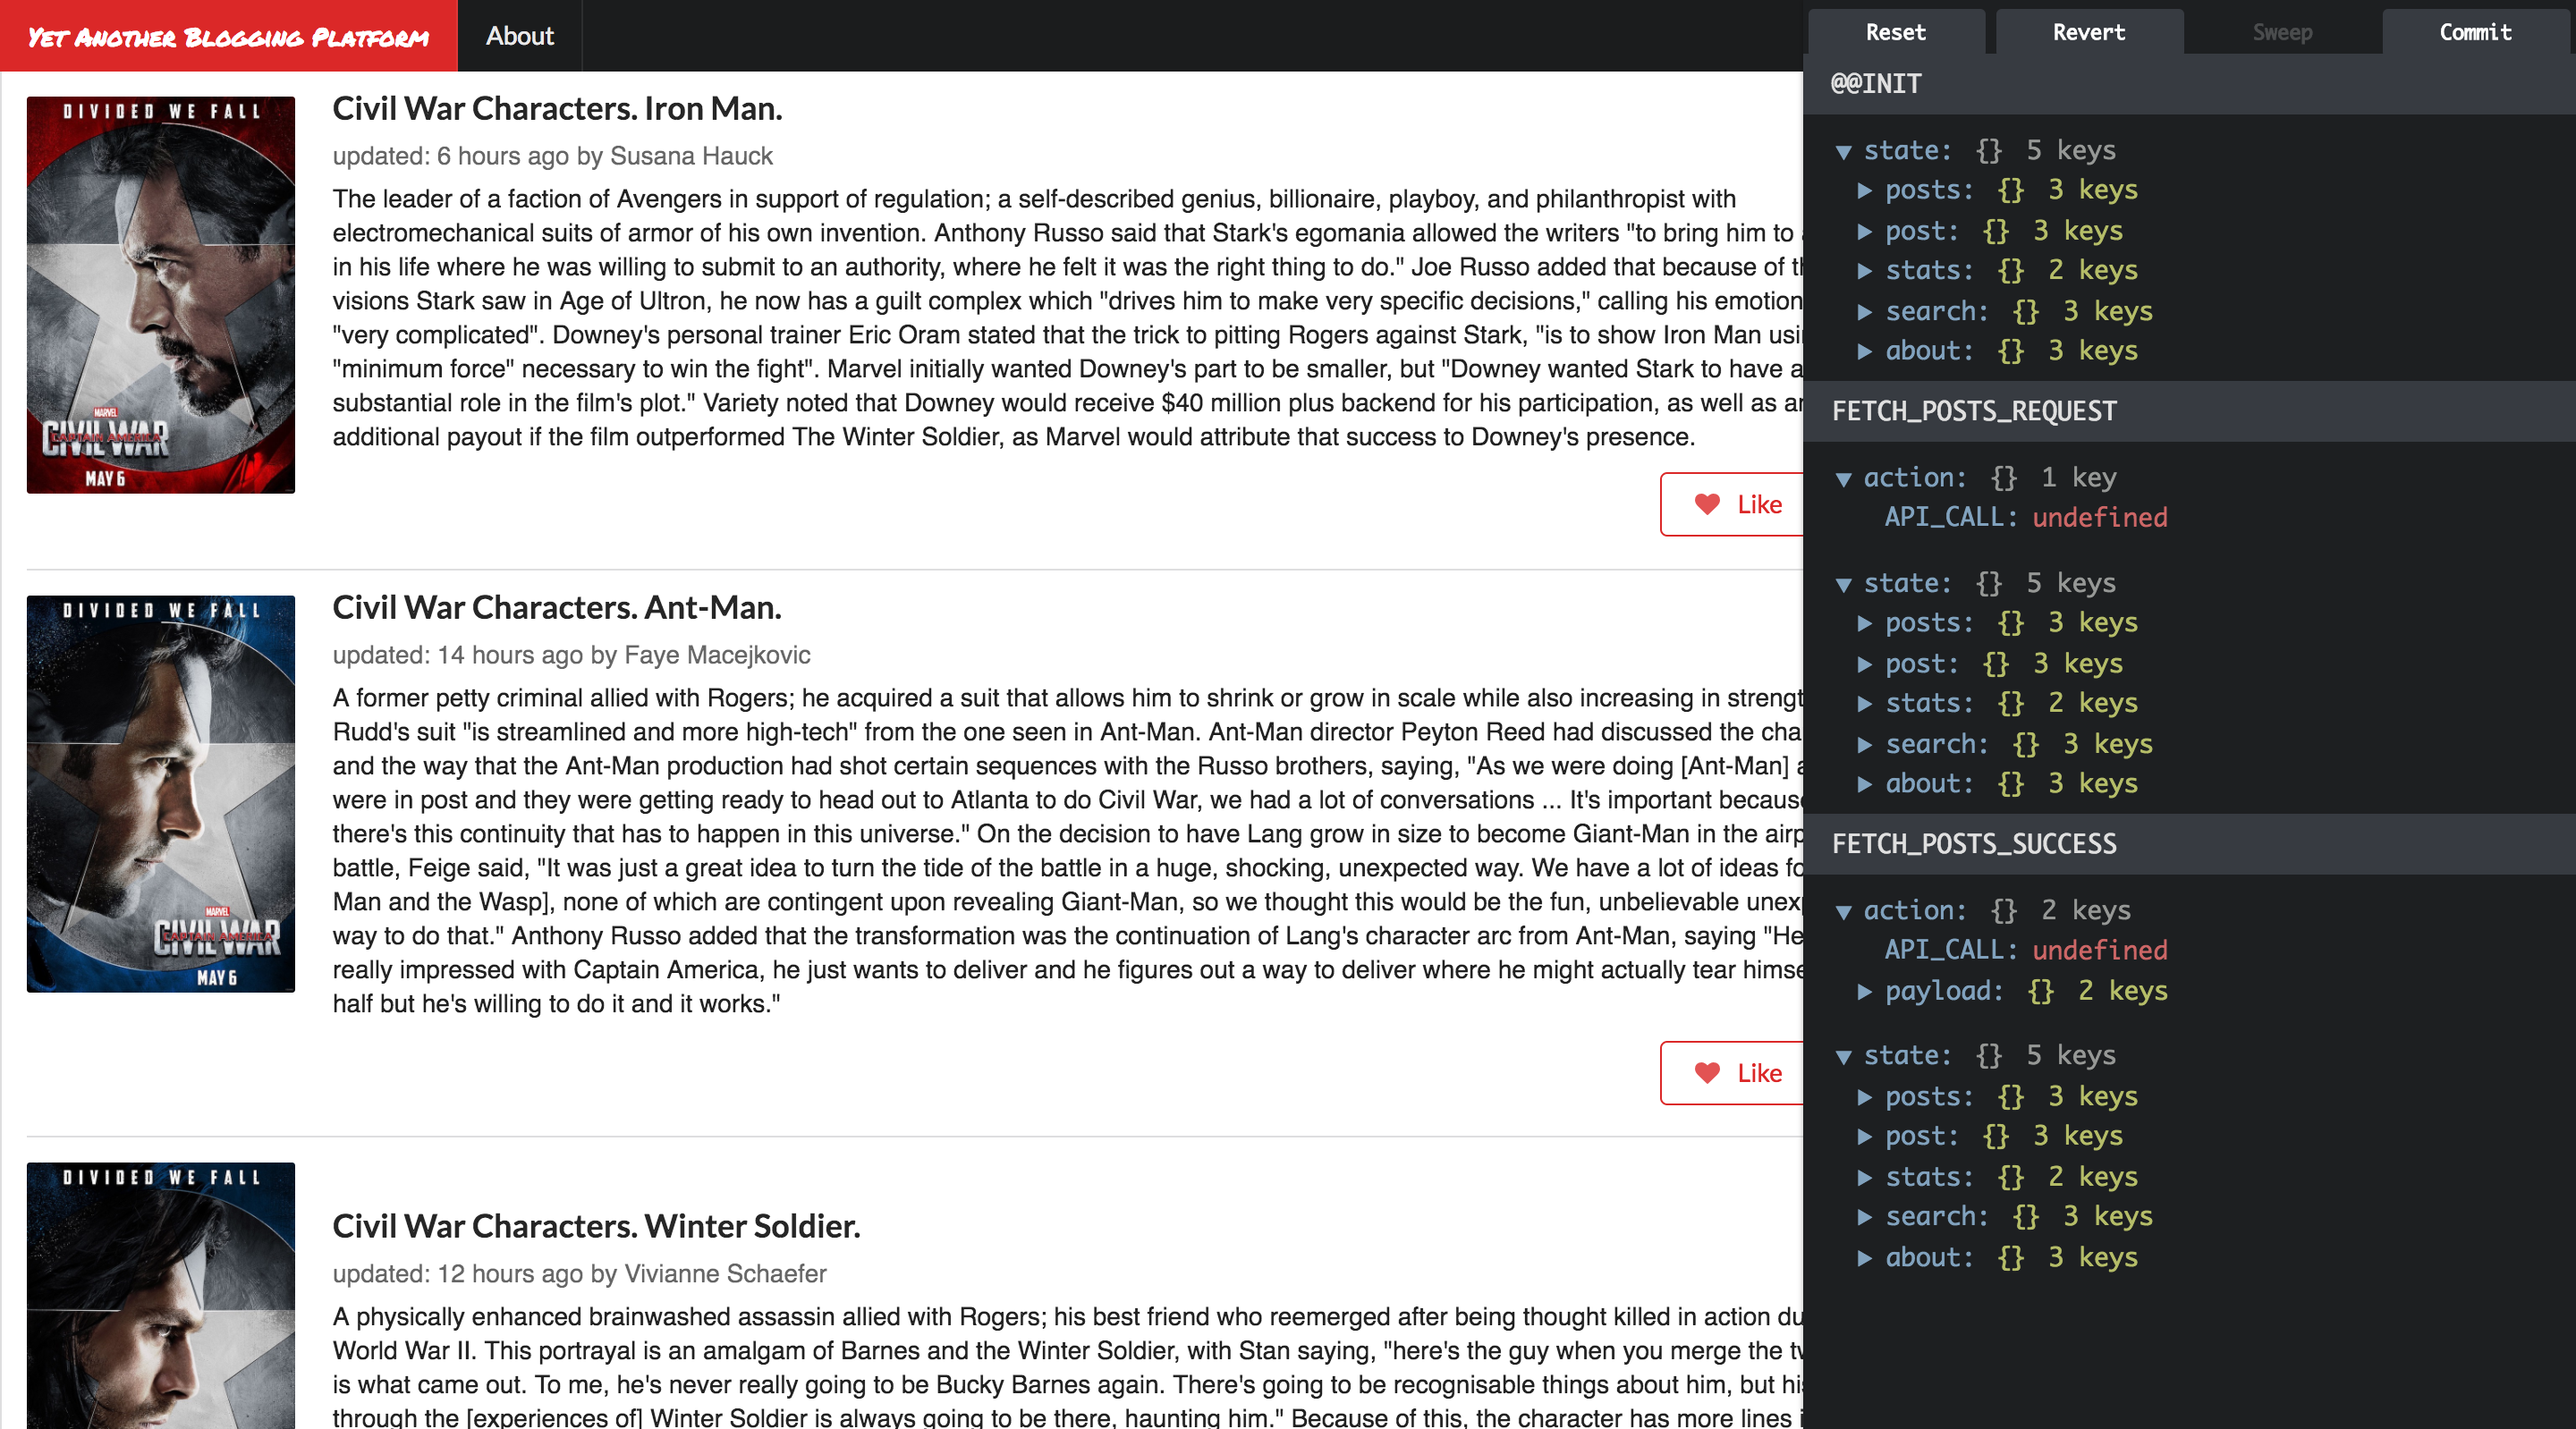 Yet Another Blogging Platform
About
DIVIDED WE FALL
MARVEL
CAPTAIN AMERICA
CIVIL WAR
MAY 6
Civil War Characters. Iron Man.
updated: 6 hours ago by Susana Hauck
The leader of a faction of Avengers in support of regulation; a self-described genius, billionaire, playboy, and philanthropist with
electromechanical suits of armor of his own invention. Anthony Russo said that Stark's egomania allowed the writers "to bring him to
in his life where he was willing to submit to an authority, where he felt it was the right thing to do." Joe Russo added that because of
visions Stark saw in Age of Ultron, he now has a guilt complex which "drives him to make very specific decisions," calling his emotion
"very complicated". Downey's personal trainer Eric Oram stated that the trick to pitting Rogers against Stark, "is to show Iron Man usi
"minimum force" necessary to win the fight". Marvel initially wanted Downey's part to be smaller, but "Downey wanted Stark to have a
substantial role in the film's plot." Variety noted that Downey would receive $40 million plus backend for his participation, as well as
additional payout if the film outperformed The Winter Soldier, as Marvel would attribute that success to Downey's presence.
Like
DIVIDED WE FALL
MARVEL
CAPTAIN AMERICA
CIVIL WAR
MAY 6
Civil War Characters. Ant-Man.
updated: 14 hours ago by Faye Macejkovic
A former petty criminal allied with Rogers; he acquired a suit that allows him to shrink or grow in scale while also increasing in strengt
Rudd's suit "is streamlined and more high-tech" from the one seen in Ant-Man. Ant-Man director Peyton Reed had discussed the cha
and the way that the Ant-Man production had shot certain sequences with the Russo brothers, saying, "As we were doing [Ant-Man]
were in post and they were getting ready to head out to Atlanta to do Civil War, we had a lot of conversations ... It's important because
there's this continuity that has to happen in this universe." On the decision to have Lang grow in size to become Giant-Man in the airp
battle, Feige said, "It was just a great idea to turn the tide of the battle in a huge, shocking, unexpected way. We have a lot of ideas fo
Man and the Wasp], none of which are contingent upon revealing Giant-Man, so we thought this would be the fun, unbelievable unex
way to do that." Anthony Russo added that the transformation was the continuation of Lang's character arc from Ant-Man, saying "He
really impressed with Captain America, he just wants to deliver and he figures out a way to deliver where he might actually tear himse
half but he's willing to do it and it works."
Like
DIVIDED WE FALL
Civil War Characters. Winter Soldier.
updated: 12 hours ago by Vivianne Schaefer
A physically enhanced brainwashed assassin allied with Rogers; his best friend who reemerged after being thought killed in action du
World War II. This portrayal is an amalgam of Barnes and the Winter Soldier, with Stan saying, "here's the guy when you merge the
is what came out. To me, he's never really going to be Bucky Barnes again. There's going to be recognisable things about him, but hi
through the [experiences of] Winter Soldier is always going to be there, haunting him." Because of this, the character has more lines
Reset
Revert
Sweep
Commit
@@INIT
state: {} 5 keys
posts: {} 3 keys
post: {} 3 keys
stats: {} 2 keys
search: {} 3 keys
about: {} 3 keys
FETCH_POSTS_REQUEST
action: {} 1 key
API_CALL: undefined
state: {} 5 keys
posts: {} 3 keys
post: {} 3 keys
stats: {} 2 keys
search: {} 3 keys
about: {} 3 keys
FETCH_POSTS_SUCCESS
action: {} 2 keys
API_CALL: undefined
payload: {} 2 keys
state: {} 5 keys
posts: {} 3 keys
post: {} 3 keys
stats: {} 2 keys
search: {} 3 keys
about: {} 3 keys